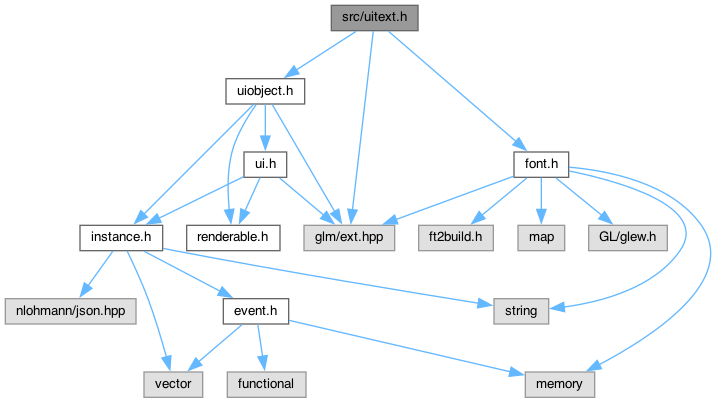 src/uitext.h
uiobject.h
ui.h
font.h
instance.h
renderable.h
glm/ext.hpp
ft2build.h
map
GL/glew.h
nlohmann/json.hpp
event.h
string
vector
functional
memory